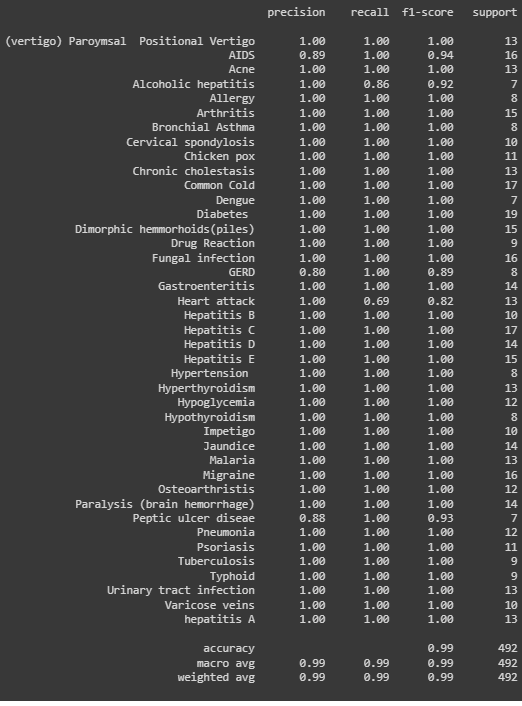 precision recall f1-score support
(vertigo) Paroymsal Positional Vertigo 1.00 1.00 1.00 13
AIDS 0.89 1.00 0.94 16
Acne 1.00 1.00 1.00 13
Alcoholic hepatitis 1.00 0.86 0.92 7
Allergy 1.00 1.00 1.00 8
Arthritis 1.00 1.00 1.00 15
Bronchial Asthma 1.00 1.00 1.00 8
Cervical spondylosis 1.00 1.00 1.00 10
Chicken pox 1.00 1.00 1.00 11
Chronic cholestasis 1.00 1.00 1.00 13
Common Cold 1.00 1.00 1.00 17
Dengue 1.00 1.00 1.00 7
Diabetes 1.00 1.00 1.00 19
Dimorphic hemmorhoids(piles) 1.00 1.00 1.00 15
Drug Reaction 1.00 1.00 1.00 9
Fungal infection 1.00 1.00 1.00 16
GERD 0.80 1.00 0.89 8
Gastroenteritis 1.00 1.00 1.00 14
Heart attack 1.00 0.69 0.82 13
Hepatitis B 1.00 1.00 1.00 10
Hepatitis C 1.00 1.00 1.00 17
Hepatitis D 1.00 1.00 1.00 14
Hepatitis E 1.00 1.00 1.00 15
Hypertension 1.00 1.00 1.00 8
Hyperthyroidism 1.00 1.00 1.00 13
Hypoglycemia 1.00 1.00 1.00 12
Hypothyroidism 1.00 1.00 1.00 8
Impetigo 1.00 1.00 1.00 10
Jaundice 1.00 1.00 1.00 14
Malaria 1.00 1.00 1.00 13
Migraine 1.00 1.00 1.00 16
Osteoarthristis 1.00 1.00 1.00 12
Paralysis (brain hemorrhage) 1.00 1.00 1.00 14
Peptic ulcer diseae 0.88 1.00 0.93 7
Pneumonia 1.00 1.00 1.00 12
Psoriasis 1.00 1.00 1.00 11
Tuberculosis 1.00 1.00 1.00 9
Typhoid 1.00 1.00 1.00 9
Urinary tract infection 1.00 1.00 1.00 13
Varicose veins 1.00 1.00 1.00 10
hepatitis A 1.00 1.00 1.00 13
accuracy 0.99 492
macro avg 0.99 0.99 0.99 492
weighted avg 0.99 0.99 0.99 492